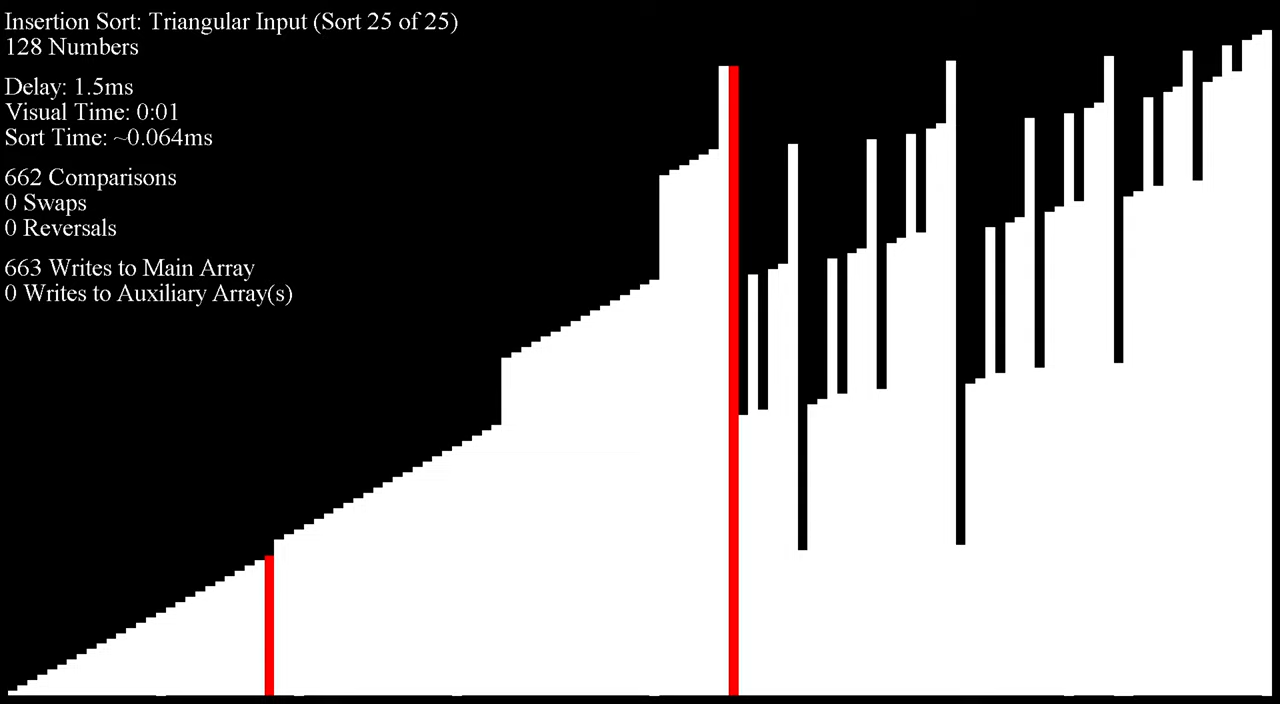 Insertion Sort: Triangular Input (Sort 25 of 25)
128 Numbers
Delay: 1.5ms
Visual Time: 0:01
Sort Time: ~0.064ms
662 Comparisons
0 Swaps
0 Reversals
663 Writes to Main Array
0 Writes to Auxiliary Array(s)